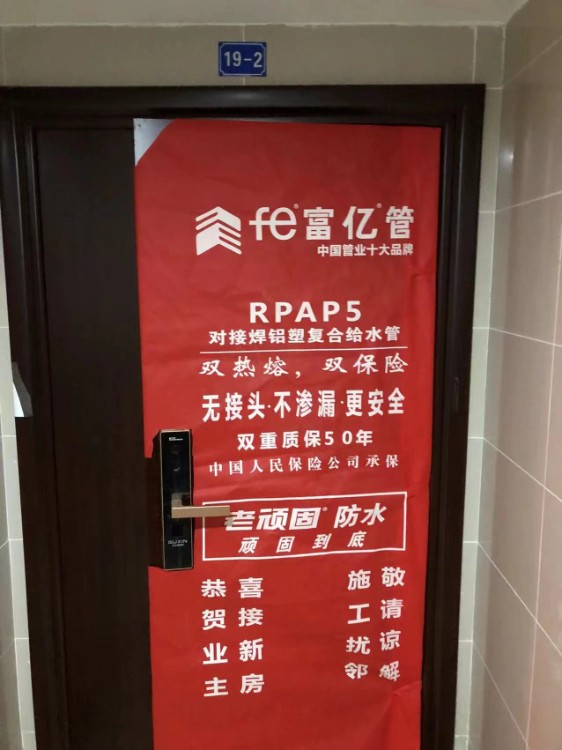 19-2
fe®富亿®管
中国管业十大品牌
RPAP5
对接焊铝塑复合给水管
双热熔，双保险
无接头·不渗漏·更安全
双重质保50年
中国人民保险公司承保
老顽固®防水
顽固到底
恭贺业主
喜接新房
施工扰邻
敬请谅解